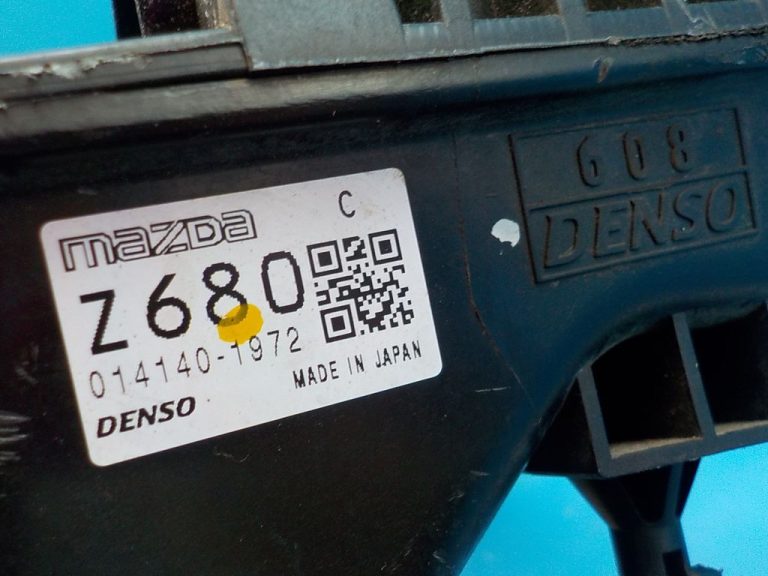 mazda C
Z680
014140-1972
DENSO MADE IN JAPAN
608
DENSO